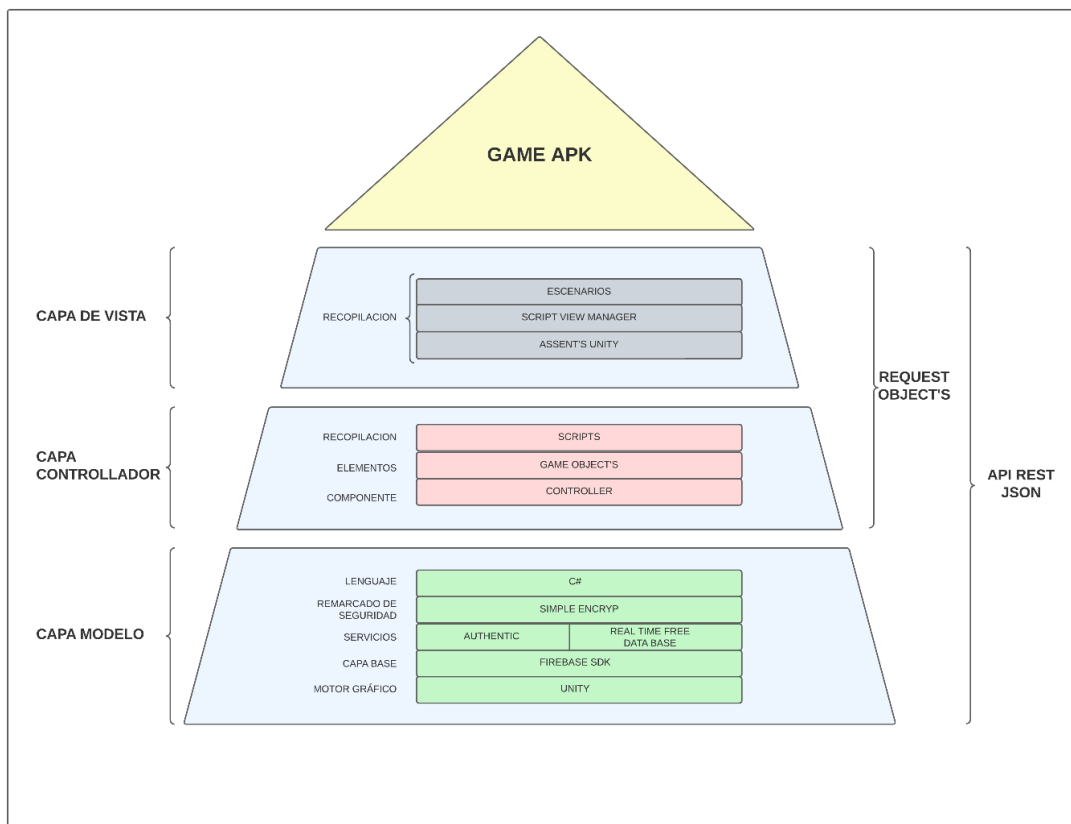 GAME APK
CAPA DE VISTA
RECOPILACION
ESCENARIOS
SCRIPT VIEW MANAGER
ASSENT'S UNITY
REQUEST
OBJECT'S
CAPA
CONTROLLADOR
RECOPILACION
SCRIPTS
ELEMENTOS
GAME OBJECT'S
COMPONENTE
CONTROLLER
API REST
JSON
CAPA MODELO
LENGUAJE
C#
REMARCADO DE
SEGURIDAD
SIMPLE ENCRYP
SERVICIOS
AUTHENTIC
REAL TIME FREE
DATA BASE
CAPA BASE
FIREBASE SDK
MOTOR GRÁFICO
UNITY